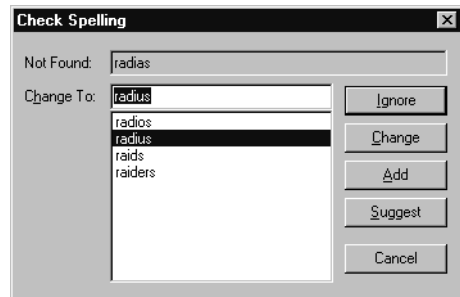 Check Spelling
Not Found: radias
Change To: radius
radios
radius
raids
raiders
Ignore
Change
Add
Suggest
Cancel